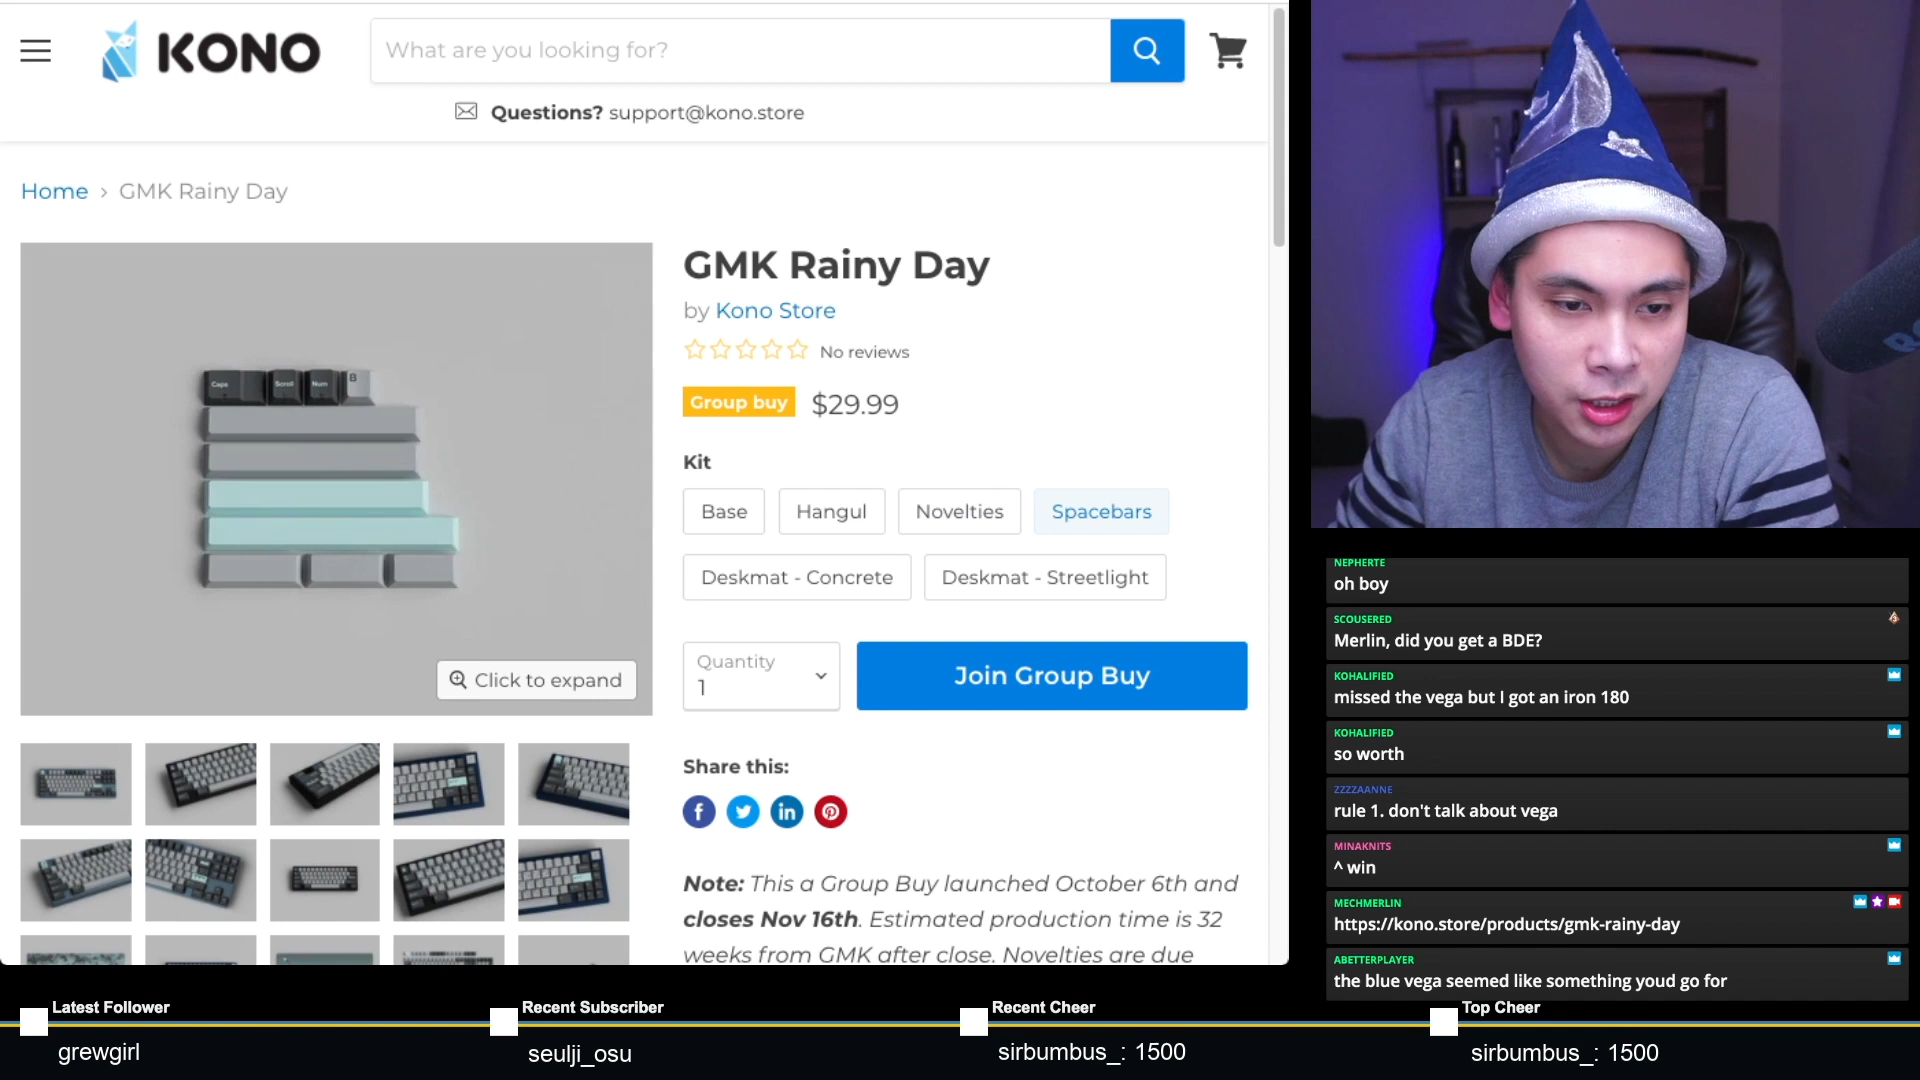 KONO
What are you looking for?
Questions? support@kono.store
Home › GMK Rainy Day
GMK Rainy Day
by Kono Store
No reviews
Group buy $29.99
Kit
Base
Hangul
Novelties
Spacebars
Deskmat - Concrete
Deskmat - Streetlight
Quantity
1
Join Group Buy
Caps
Scroll
Num
B
Click to expand
Share this:
Note: This a Group Buy launched October 6th and
closes Nov 16th. Estimated production time is 32
weeks from GMK after close. Novelties are due
NEPHERTE
oh boy
SCOUSERED
Merlin, did you get a BDE?
KOHALIFIED
missed the vega but I got an iron 180
KOHALIFIED
so worth
ZZZZAANNE
rule 1. don't talk about vega
MINAKNITS
^ win
MECHMERLIN
https://kono.store/products/gmk-rainy-day
ABETTERPLAYER
the blue vega seemed like something youd go for
Latest Follower
grewgirl
Recent Subscriber
seulji_osu
Recent Cheer
sirbumbus_: 1500
Top Cheer
sirbumbus_: 1500